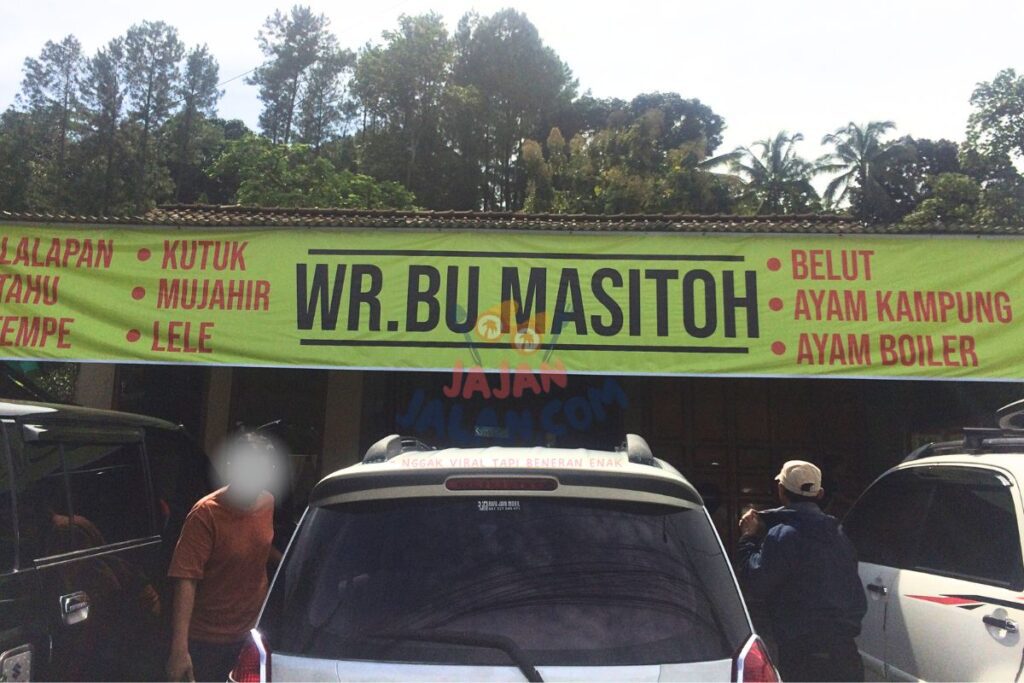 LALAPAN
TAHU
TEMPE
• KUTUK
• MUJAHIR
• LELE
WR.BU MASITOH
• BELUT
• AYAM KAMPUNG
• AYAM BOILER
JAJAN
JALAN.COM
NGGAK VIRAL TAPI BENERAN ENAK